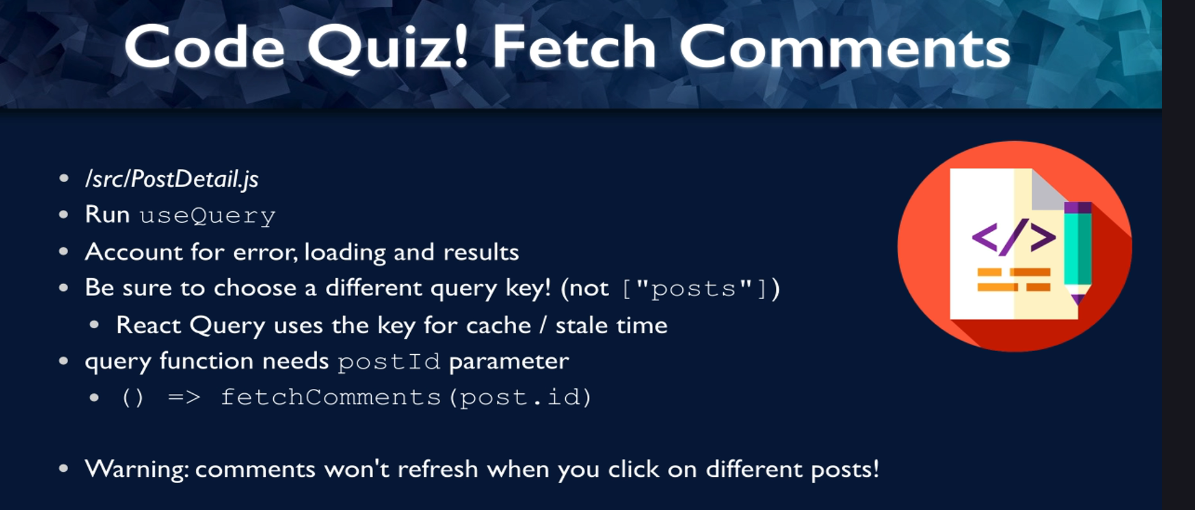 Code Quiz! Fetch Comments
• /src/PostDetail.js
• Run useQuery
• Account for error, loading and results
• Be sure to choose a different query key! (not ["posts"])
• React Query uses the key for cache / stale time
• query function needs postId parameter
• () => fetchComments(post.id)
</>
• Warning: comments won't refresh when you click on different posts!